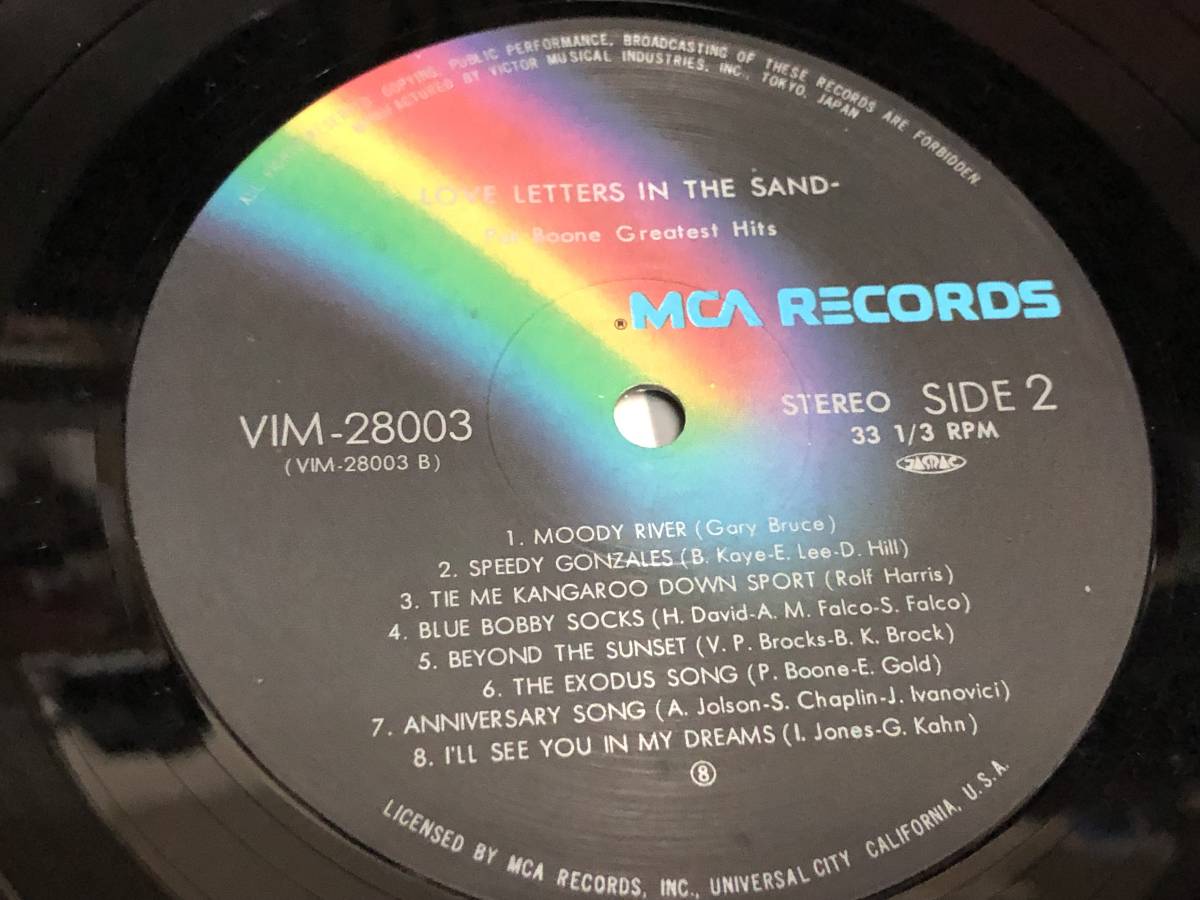 COPYING, PUBLIC PERFORMANCE, BROADCASTING OF THESE RECORDS ARE FORBIDDEN.
BY VICTOR MUSICAL INDUSTRIES, INC., TOKYO, JAPAN
LOVE LETTERS IN THE SAND-
Pat Boone Greatest Hits
®MCA RECORDS
VIM-28003
(VIM-28003 B)
STEREO SIDE 2
33 1/3 RPM
JASRAC
1. MOODY RIVER (Gary Bruce)
2. SPEEDY GONZALES (B. Kaye-E. Lee-D. Hill)
3. TIE ME KANGAROO DOWN SPORT (Rolf Harris)
4. BLUE BOBBY SOCKS (H. David-A. M. Falco-S. Falco)
5. BEYOND THE SUNSET (V. P. Brocks-B. K. Brock)
6. THE EXODUS SONG (P. Boone-E. Gold)
7. ANNIVERSARY SONG (A. Jolson-S. Chaplin-J. Ivanovici)
8. I'LL SEE YOU IN MY DREAMS (I. Jones-G. Kahn)
⑧
LICENSED BY MCA RECORDS, INC., UNIVERSAL CITY CALIFORNIA, U.S.A.